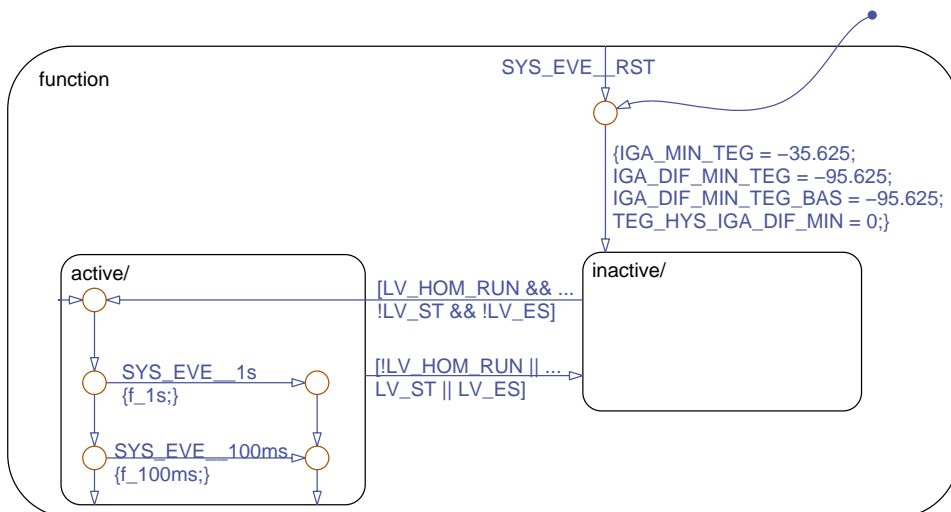 function
SYS_EVE__RST
{IGA_MIN_TEG = −35.625;
IGA_DIF_MIN_TEG = −95.625;
IGA_DIF_MIN_TEG_BAS = −95.625;
TEG_HYS_IGA_DIF_MIN = 0;}
active/
inactive/
[LV_HOM_RUN && ...
!LV_ST && !LV_ES]
[!LV_HOM_RUN || ...
LV_ST || LV_ES]
SYS_EVE__1s
{f_1s;}
SYS_EVE__100ms
{f_100ms;}